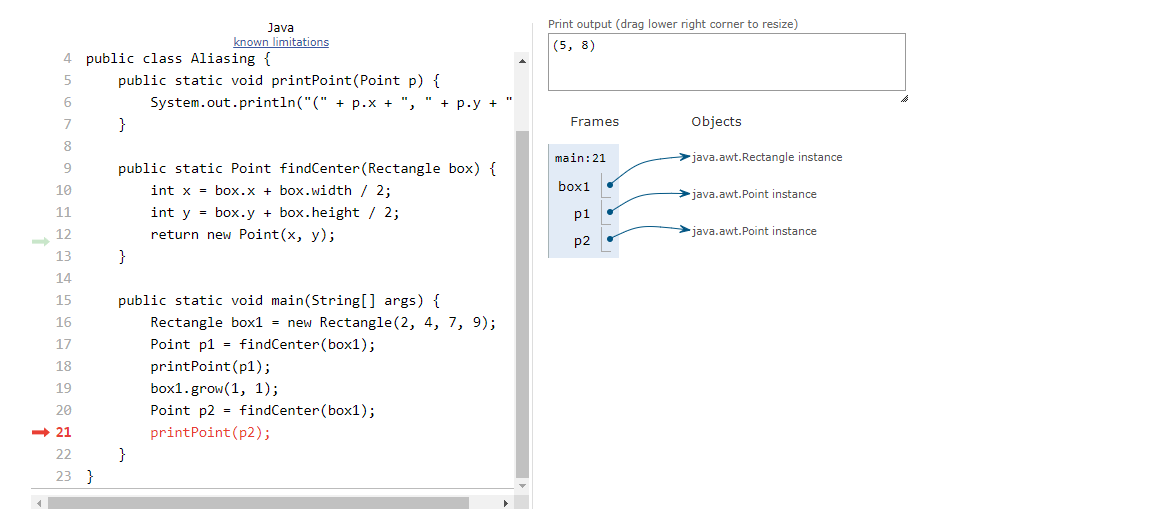 Java
known limitations
4 public class Aliasing {
5     public static void printPoint(Point p) {
6         System.out.println("(" + p.x + ", " + p.y + "
7     }
8
9     public static Point findCenter(Rectangle box) {
10         int x = box.x + box.width / 2;
11         int y = box.y + box.height / 2;
12         return new Point(x, y);
13     }
14
15     public static void main(String[] args) {
16         Rectangle box1 = new Rectangle(2, 4, 7, 9);
17         Point p1 = findCenter(box1);
18         printPoint(p1);
19         box1.grow(1, 1);
20         Point p2 = findCenter(box1);
21         printPoint(p2);
22     }
23 }
Print output (drag lower right corner to resize)
(5, 8)
Frames Objects
main:21
box1
p1
p2
java.awt.Rectangle instance
java.awt.Point instance
java.awt.Point instance